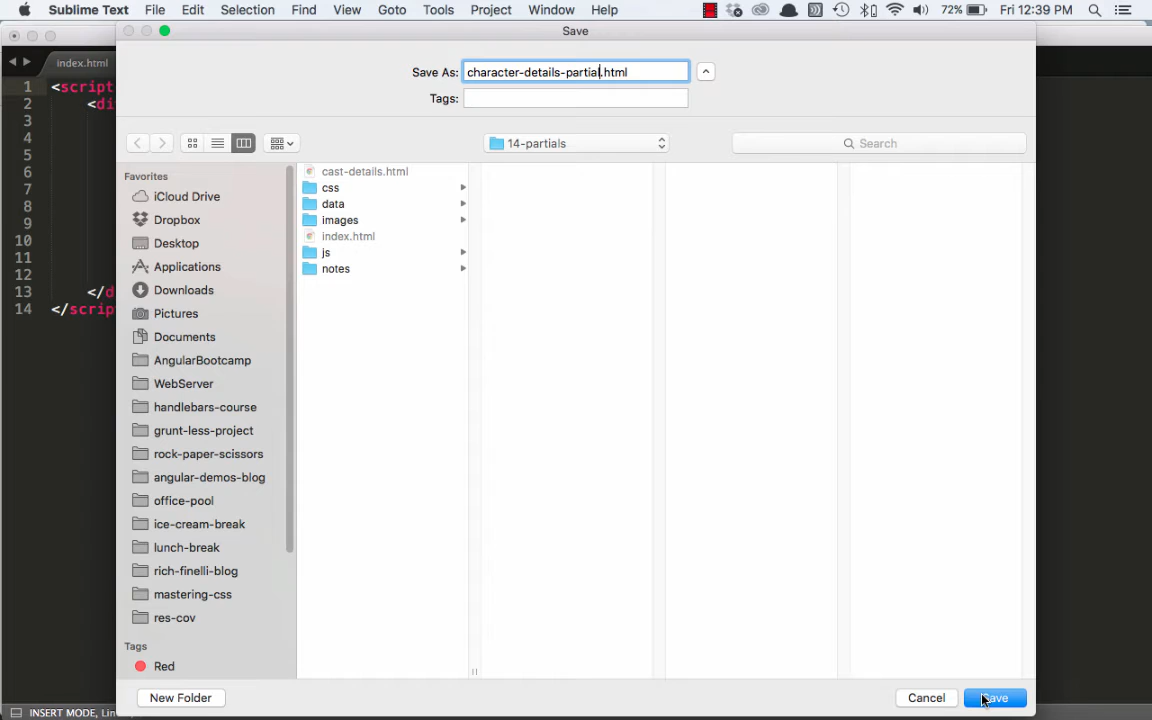 Sublime Text File Edit Selection Find View Goto Tools Project Window Help 72% Fri 12:39 PM
Save
index.html
Save As: character-details-partial.html
Tags:
14-partials
Search
1 <script
2 <di
3
4
5
6
7
8
9
10
11
12
13 </d
14 </scrip
Favorites
iCloud Drive
Dropbox
Desktop
Applications
Downloads
Pictures
Documents
AngularBootcamp
WebServer
handlebars-course
grunt-less-project
rock-paper-scissors
angular-demos-blog
office-pool
ice-cream-break
lunch-break
rich-finelli-blog
mastering-css
res-cov
Tags
Red
cast-details.html
css
data
images
index.html
js
notes
New Folder
Cancel
Save
INSERT MODE, Lin